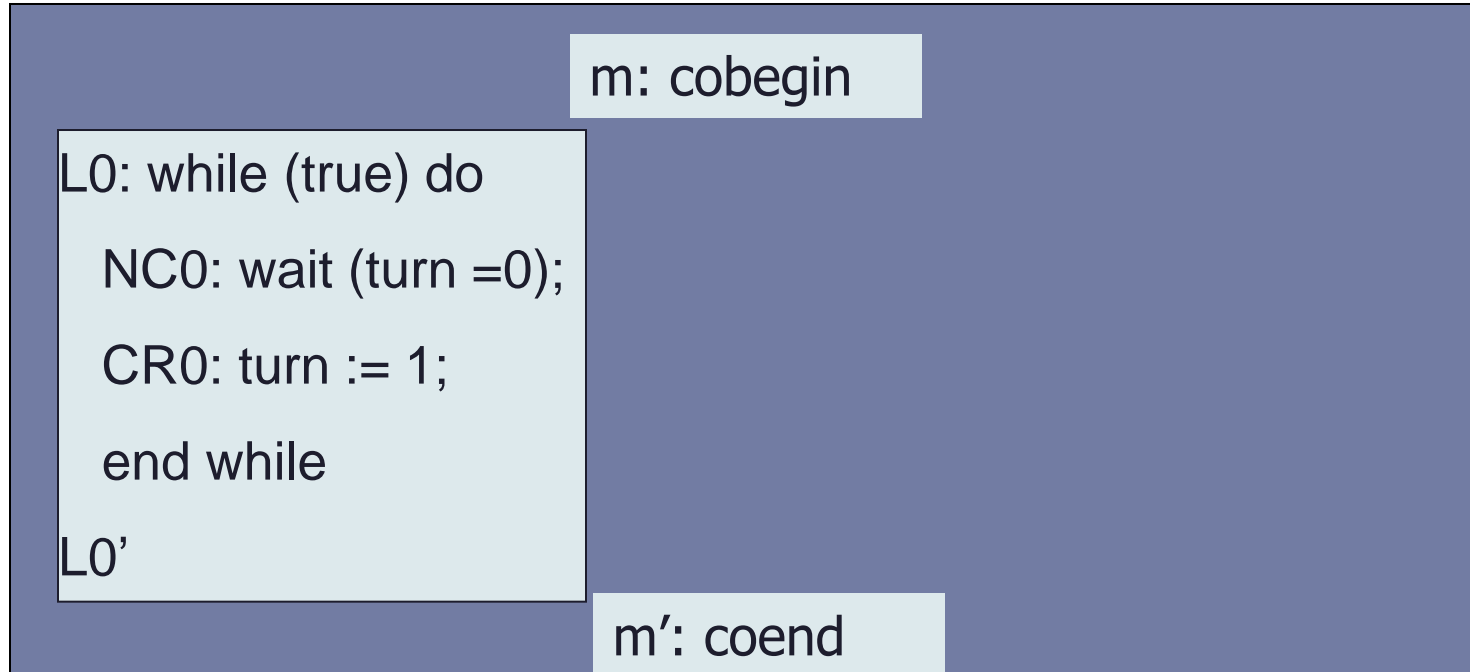 m: cobegin
L0: while (true) do
NC0: wait (turn =0);
CR0: turn := 1;
end while
L0’
m′: coend